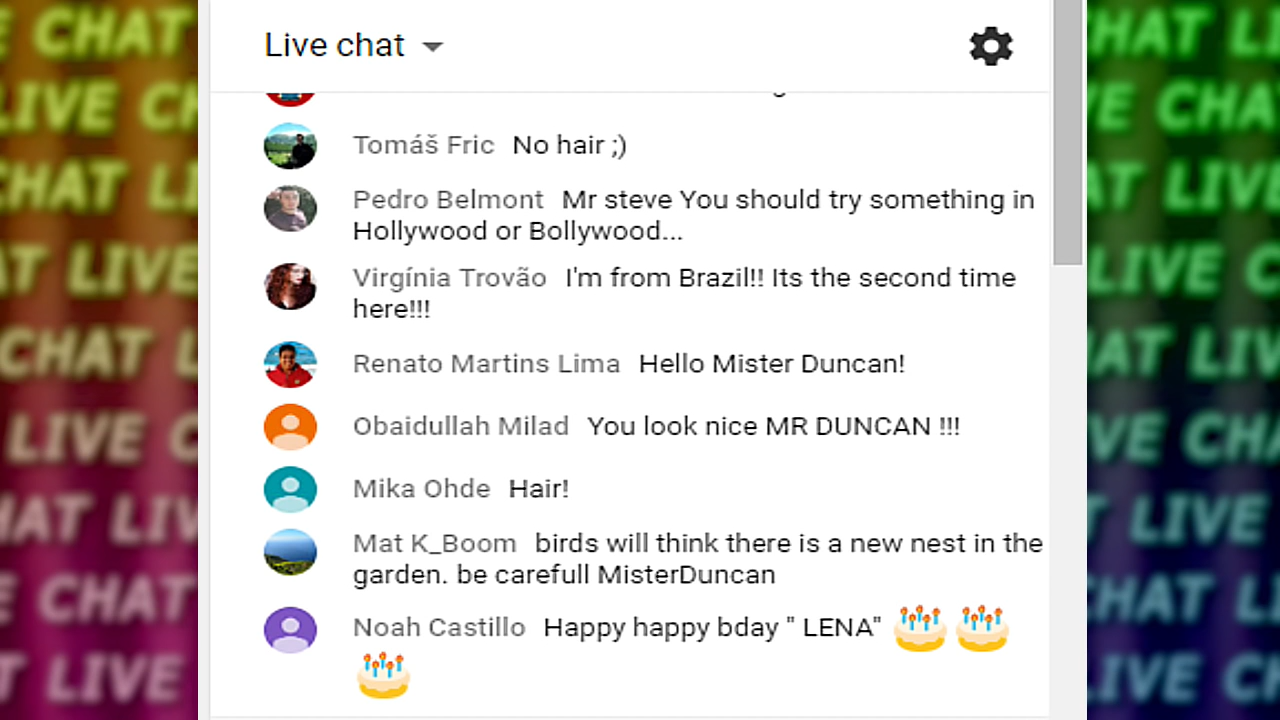 Live chat
Tomáš Fric No hair ;)
Pedro Belmont Mr steve You should try something in
Hollywood or Bollywood...
Virgínia Trovão I'm from Brazil!! Its the second time
here!!!
Renato Martins Lima Hello Mister Duncan!
Obaidullah Milad You look nice MR DUNCAN !!!
Mika Ohde Hair!
Mat K_Boom birds will think there is a new nest in the
garden. be carefull MisterDuncan
Noah Castillo Happy happy bday " LENA" 🎂🎂
🎂